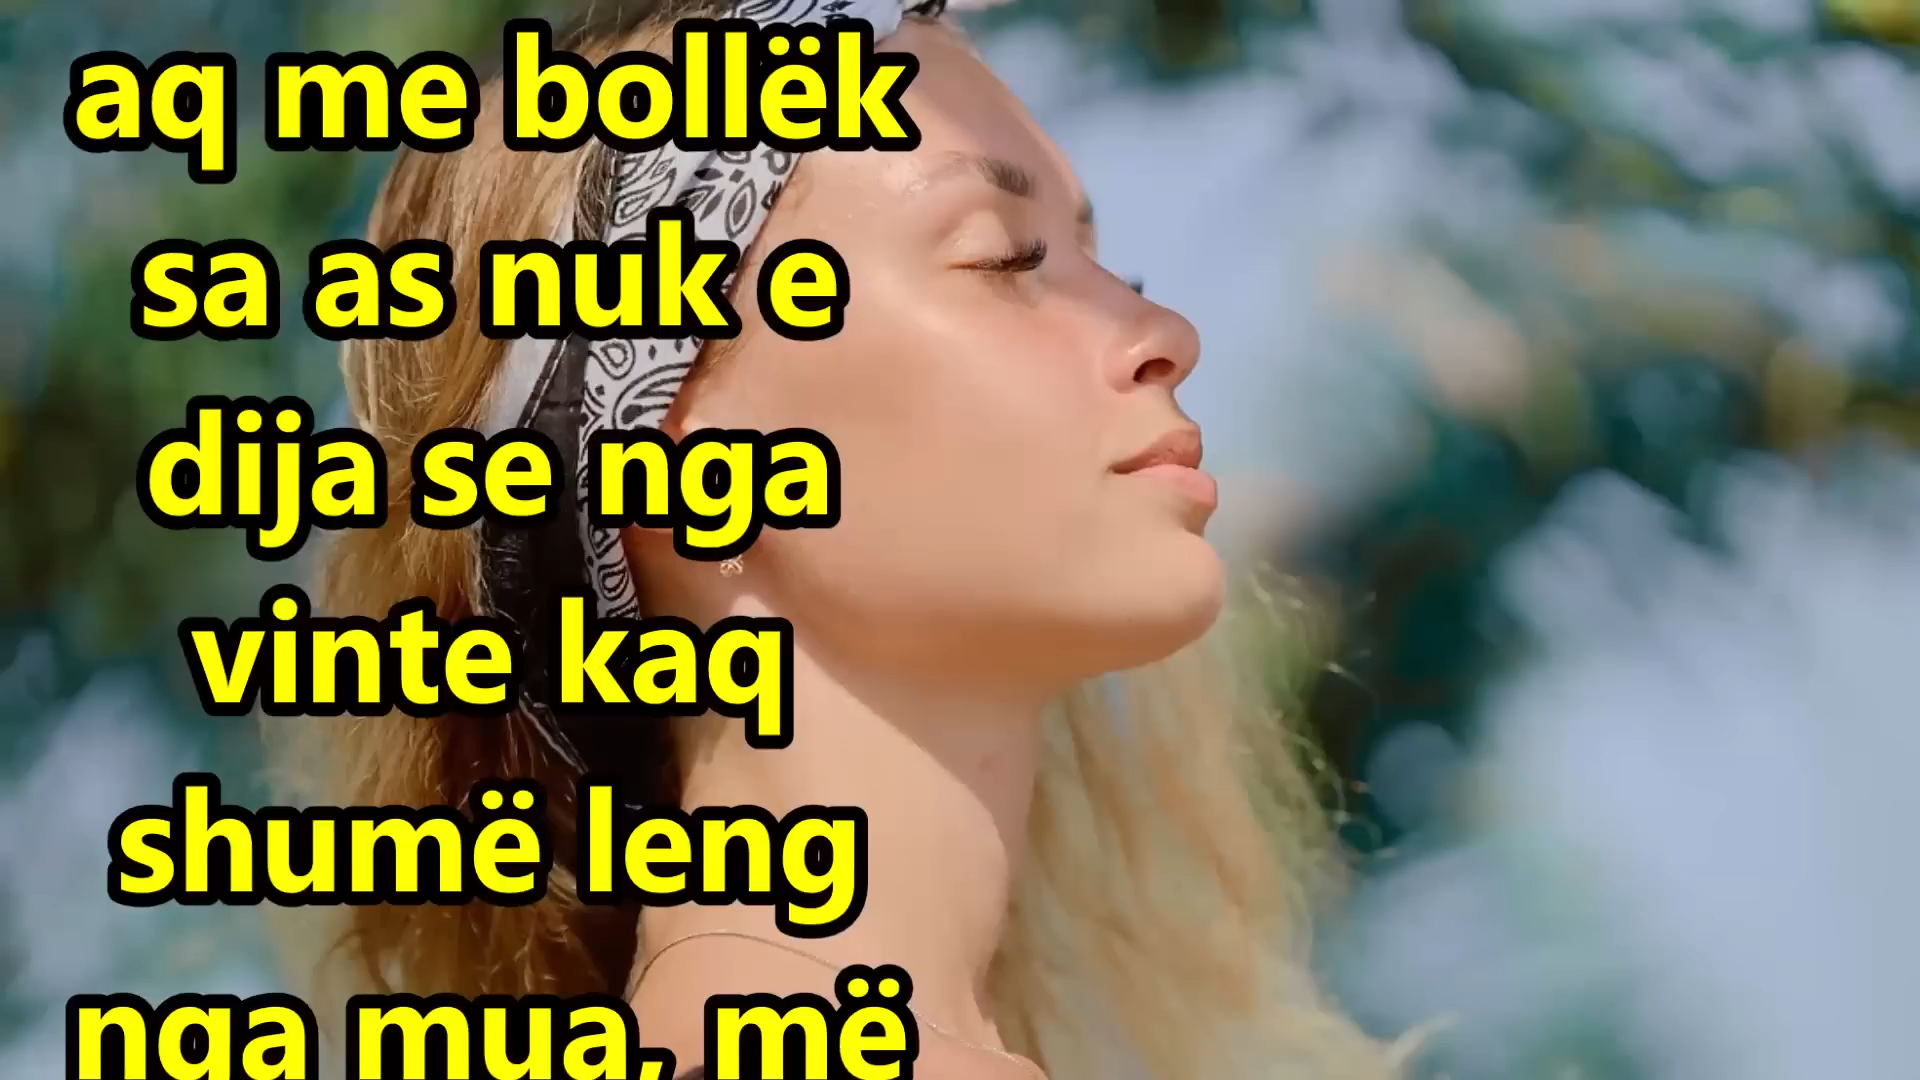 aq me bollëk
sa as nuk e
dija se nga
vinte kaq
shumë leng
nga mua, më